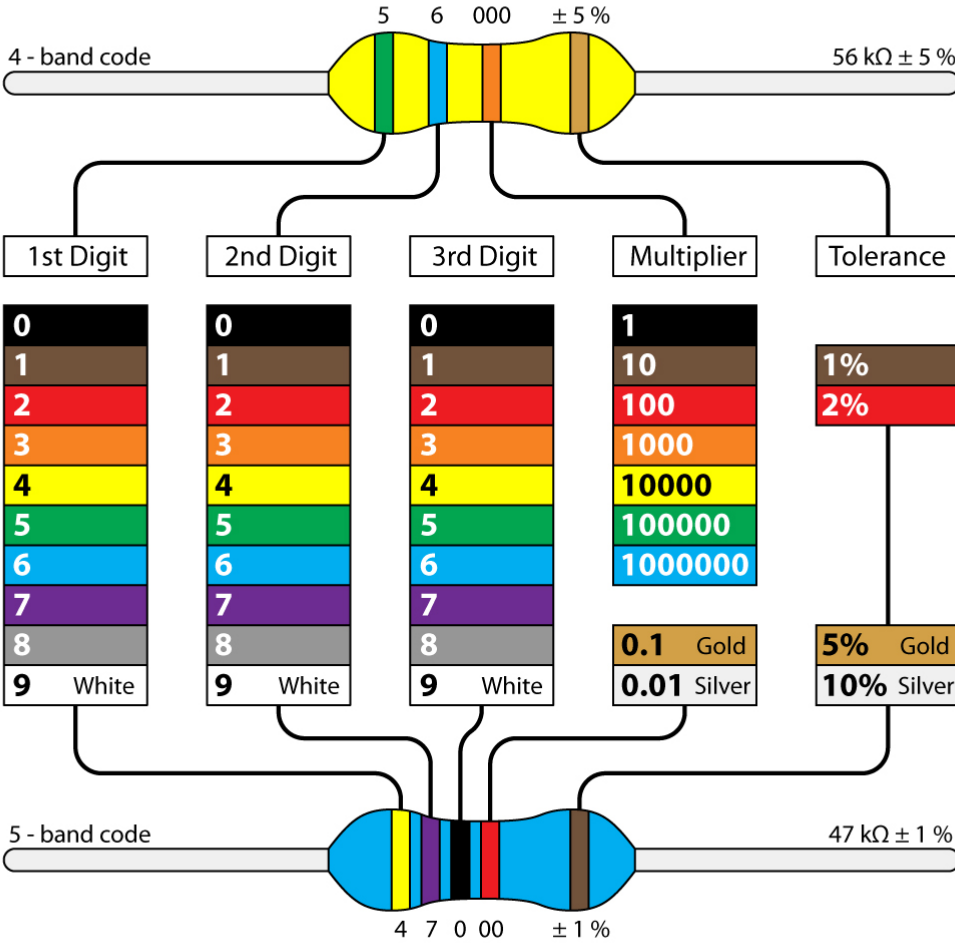 5 6 000 ± 5 %
4 - band code 56 kΩ ± 5 %
1st Digit 2nd Digit 3rd Digit Multiplier Tolerance
0 0 0 1
1 1 1 10 1%
2 2 2 100 2%
3 3 3 1000
4 4 4 10000
5 5 5 100000
6 6 6 1000000
7 7 7
8 8 8 0.1 Gold 5% Gold
9 White 9 White 9 White 0.01 Silver 10% Silver
5 - band code 47 kΩ ± 1 %
4 7 0 00 ± 1 %